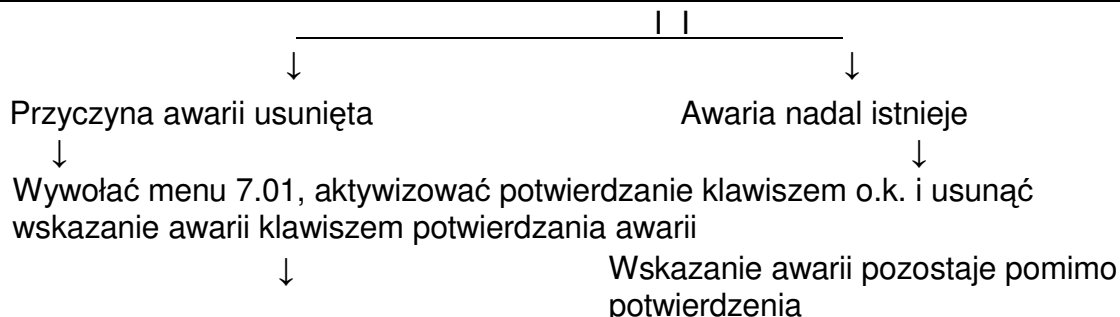 Przyczyna awarii usunięta
Awaria nadal istnieje
Wywołać menu 7.01, aktywizować potwierdzanie klawiszem o.k. i usunąć
wskazanie awarii klawiszem potwierdzania awarii
Wskazanie awarii pozostaje pomimo
potwierdzenia